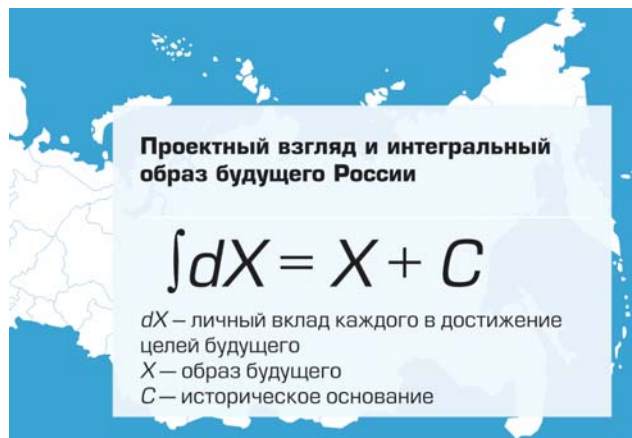 Проектный взгляд и интегральный
образ будущего России
∫dX = X + C
dX – личный вклад каждого в достижение
целей будущего
X – образ будущего
C – историческое основание